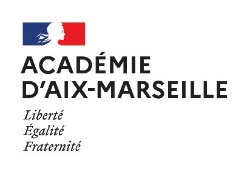 ACADÉMIE
D'AIX-MARSEILLE
Liberté
Égalité
Fraternité